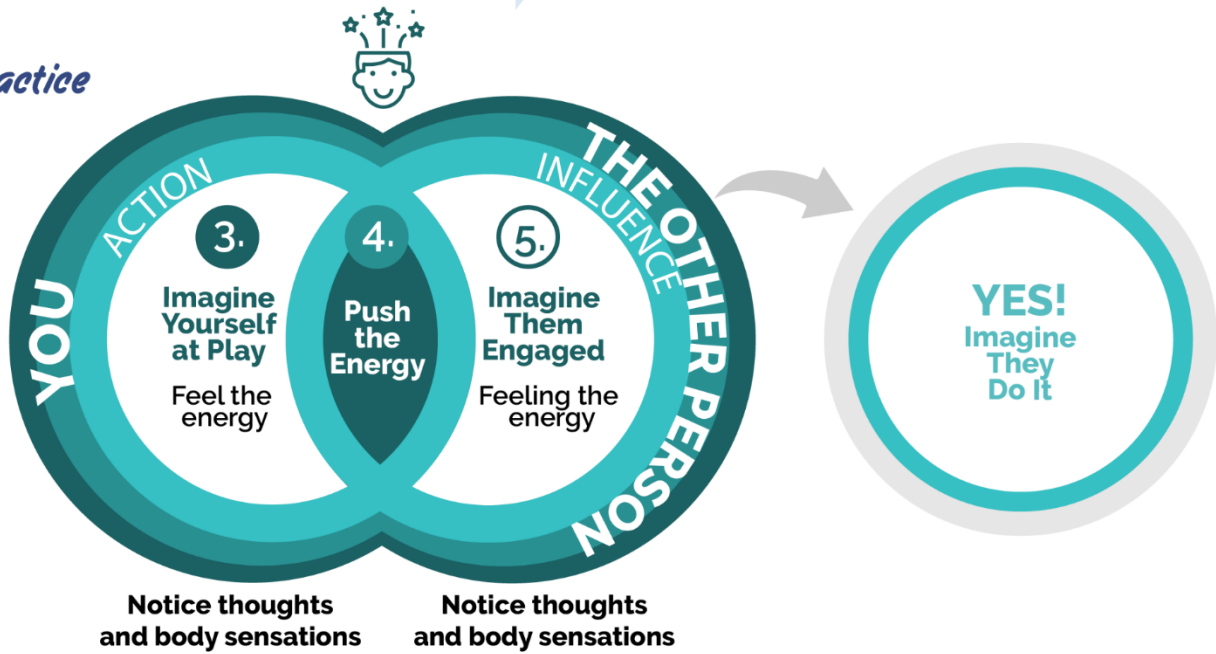 actice
YOU
ACTION
3.
Imagine
Yourself
at Play
Feel the
energy
4.
Push
the
Energy
THE OTHER PERSON
INFLUENCE
5.
Imagine
Them
Engaged
Feeling the
energy
YES!
Imagine
They
Do It
Notice thoughts
and body sensations
Notice thoughts
and body sensations